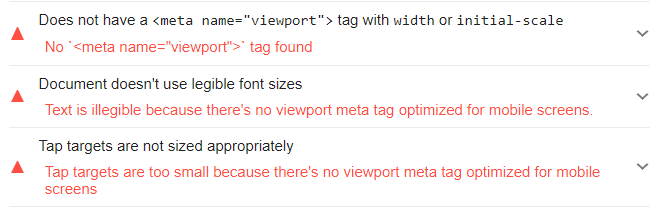 Does not have a <meta name="viewport"> tag with width or initial-scale
No `<meta name="viewport">` tag found
Document doesn't use legible font sizes
Text is illegible because there's no viewport meta tag optimized for mobile screens.
Tap targets are not sized appropriately
Tap targets are too small because there's no viewport meta tag optimized for mobile
screens